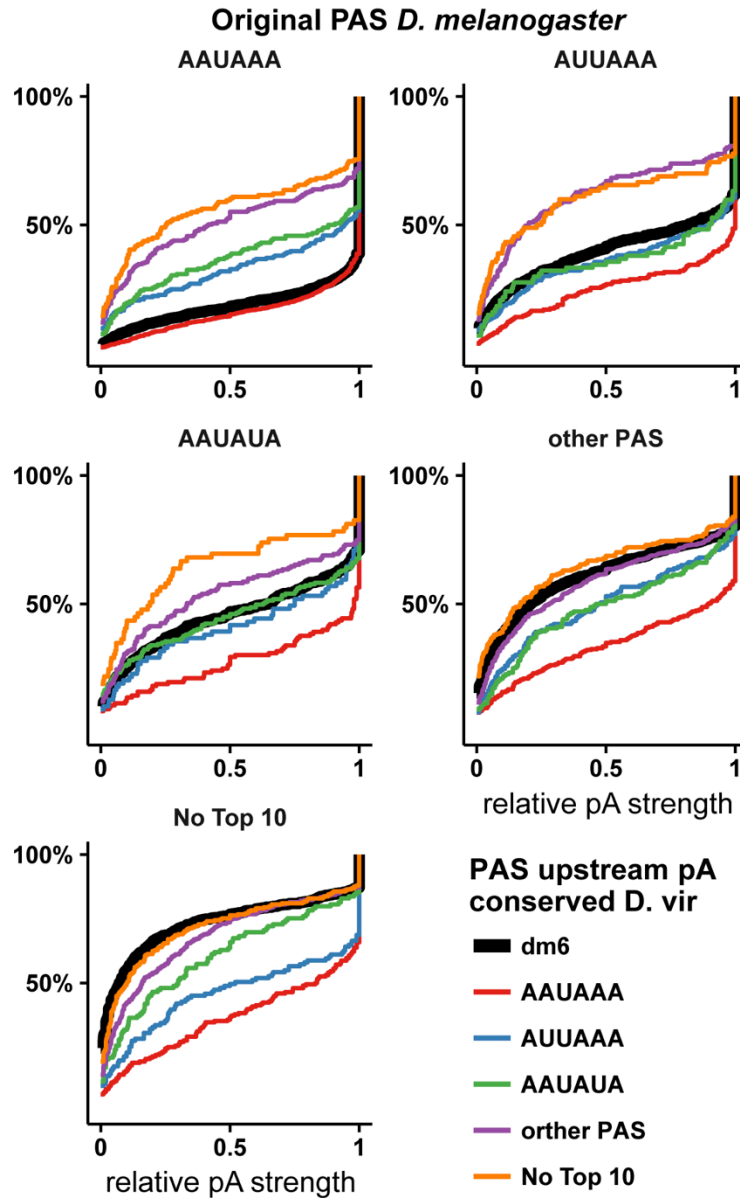 Original PAS D. melanogaster
AAUAAA
AUUAAA
100%
50%
0
0.5
1
100%
50%
0
0.5
1
AAUAUA
other PAS
100%
50%
0
0.5
1
100%
50%
0
0.5
1
relative pA strength
No Top 10
100%
50%
0
0.5
1
relative pA strength
PAS upstream pA
conserved D. vir
dm6
AAUAAA
AUUAAA
AAUAUA
orther PAS
No Top 10